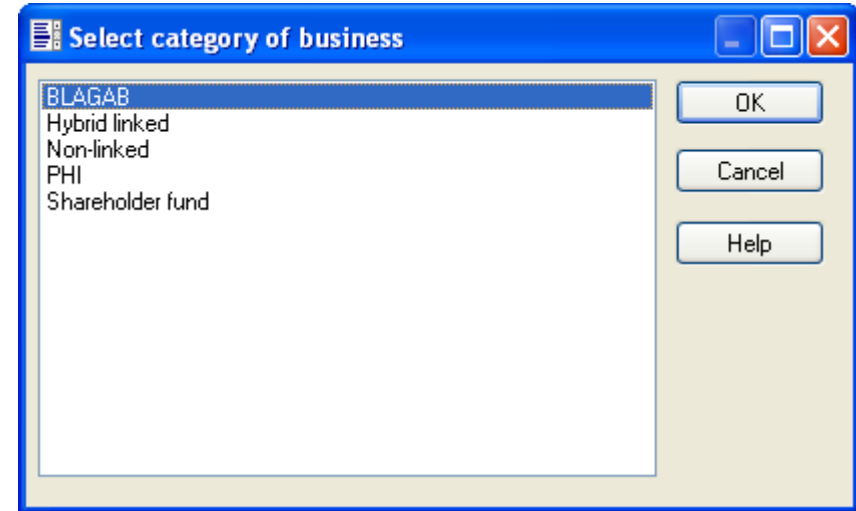 Select category of business
BLAGAB
Hybrid linked
Non-linked
PHI
Shareholder fund
OK
Cancel
Help